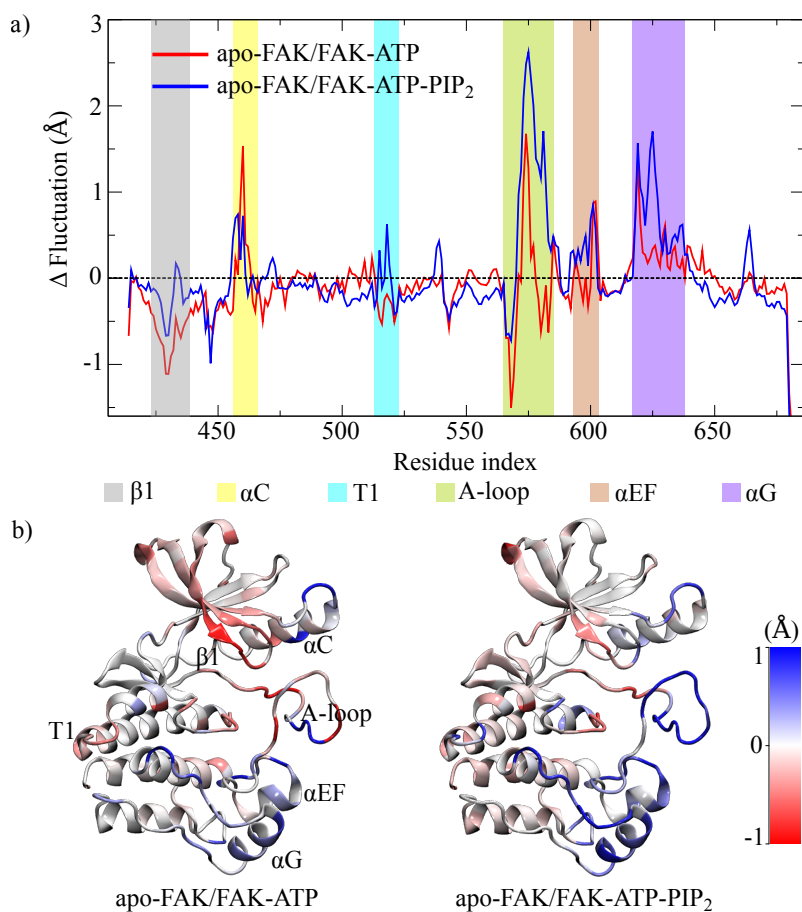 a)
3
2
1
0
-1
Δ Fluctuation (Å)
apo-FAK/FAK-ATP
apo-FAK/FAK-ATP-PIP₂
450 500 550 600 650
Residue index
β1 αC T1 A-loop αEF αG
b)
αC
β1
A-loop
T1
αEF
αG
(Å)
1
0
-1
apo-FAK/FAK-ATP apo-FAK/FAK-ATP-PIP₂